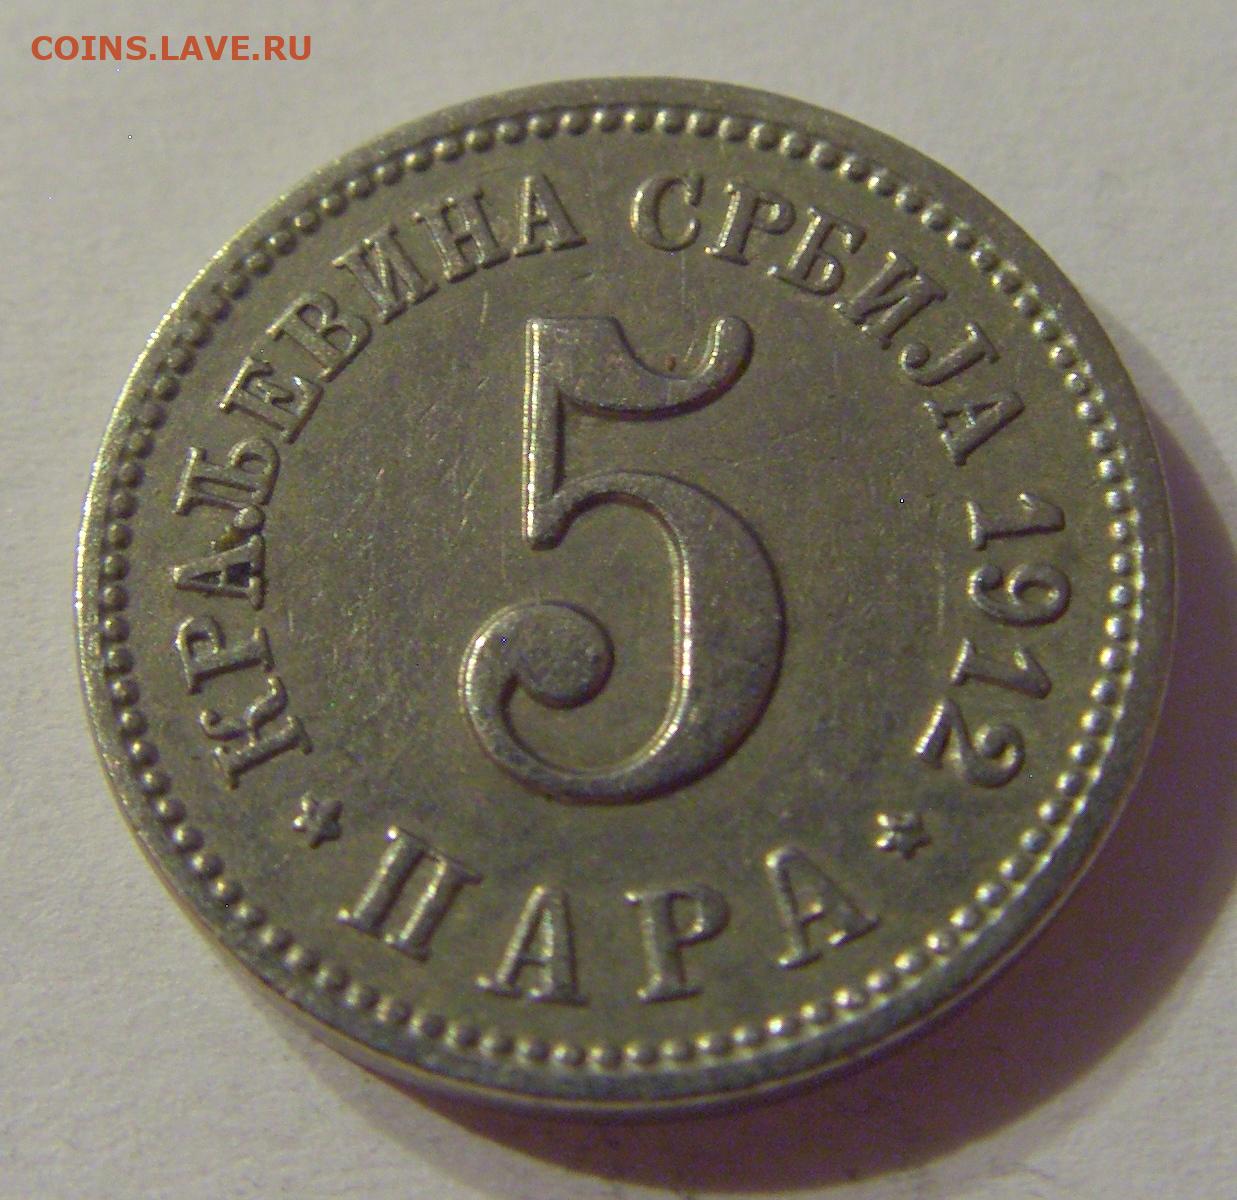 COINS.LAVE.RU
КРАЉЕВИНА СРБИЈА 1912
5
ПАРА